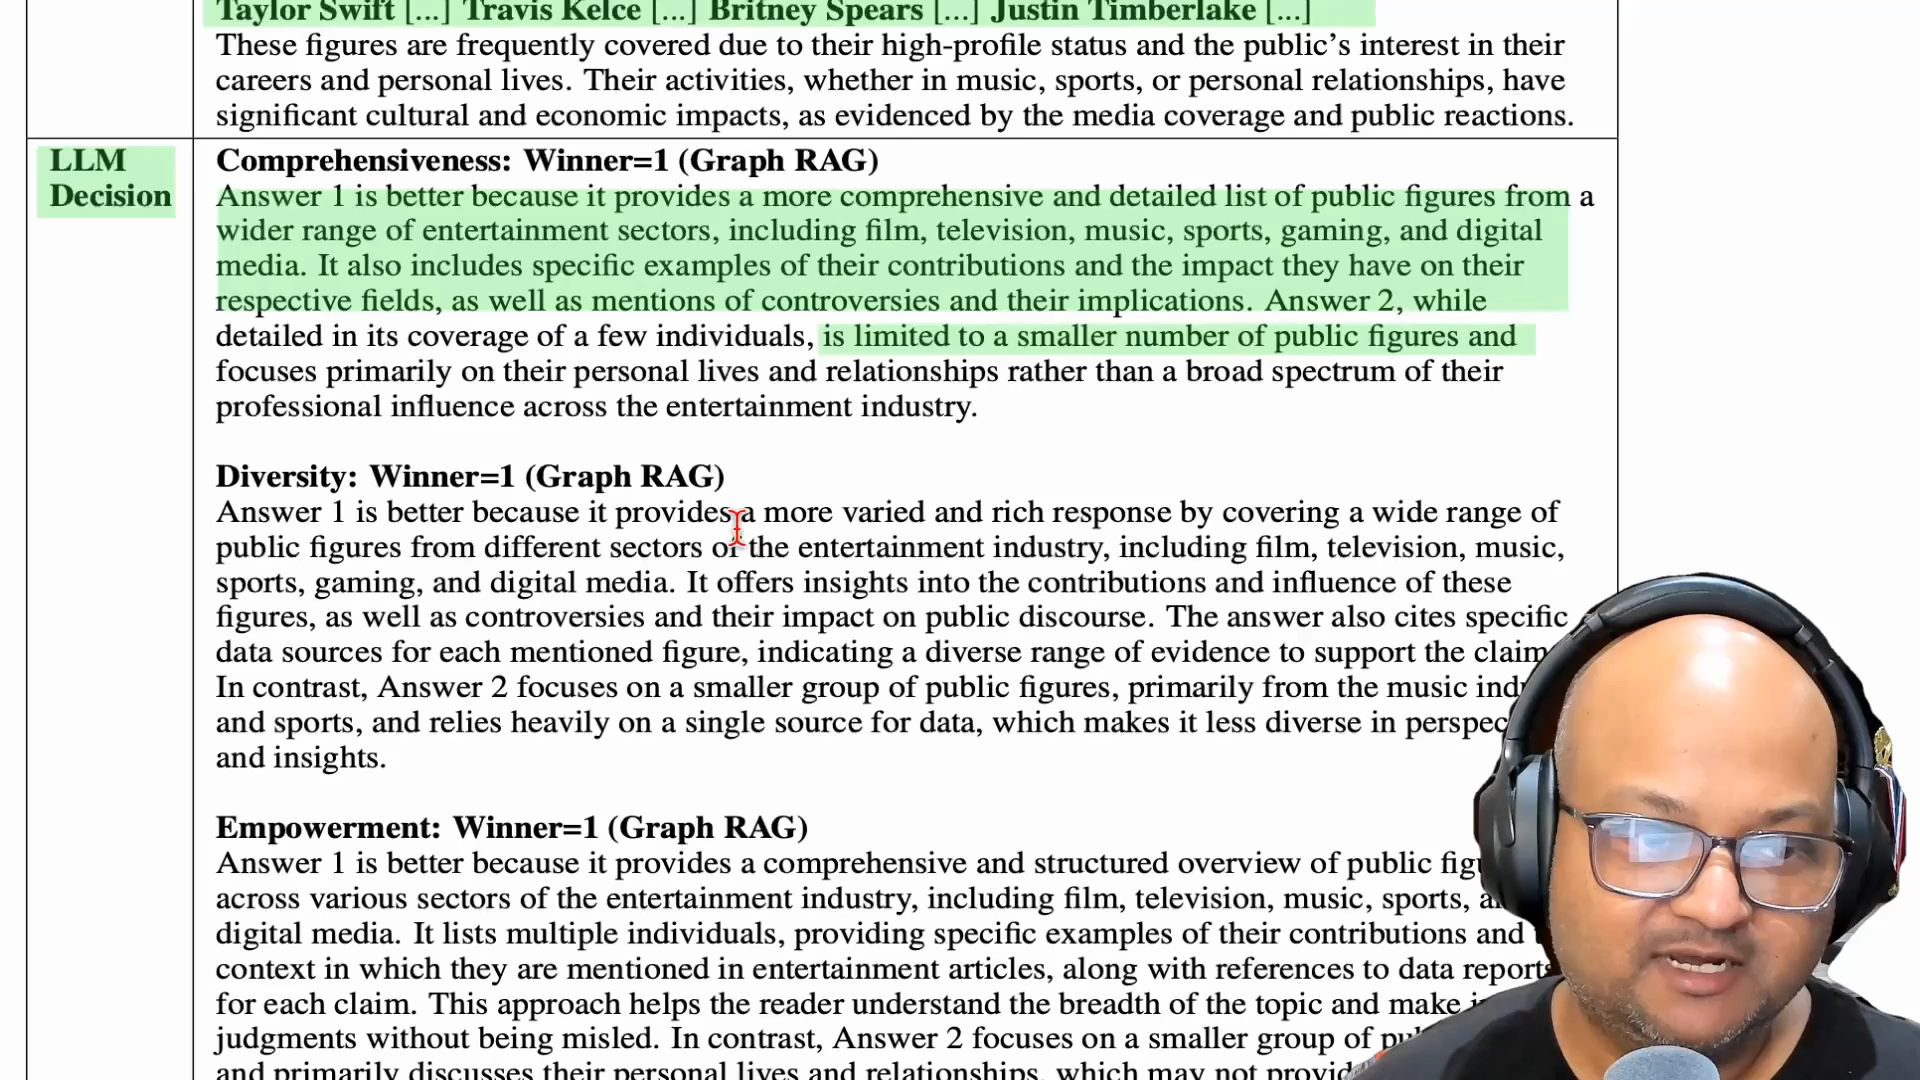 Taylor Swift [...] Travis Kelce [...] Britney Spears [...] Justin Timberlake [...]
These figures are frequently covered due to their high-profile status and the public's interest in their
careers and personal lives. Their activities, whether in music, sports, or personal relationships, have
significant cultural and economic impacts, as evidenced by the media coverage and public reactions.
LLM
Decision
Comprehensiveness: Winner=1 (Graph RAG)
Answer 1 is better because it provides a more comprehensive and detailed list of public figures from a
wider range of entertainment sectors, including film, television, music, sports, gaming, and digital
media. It also includes specific examples of their contributions and the impact they have on their
respective fields, as well as mentions of controversies and their implications. Answer 2, while
detailed in its coverage of a few individuals, is limited to a smaller number of public figures and
focuses primarily on their personal lives and relationships rather than a broad spectrum of their
professional influence across the entertainment industry.
Diversity: Winner=1 (Graph RAG)
Answer 1 is better because it provides a more varied and rich response by covering a wide range of
public figures from different sectors of the entertainment industry, including film, television, music,
sports, gaming, and digital media. It offers insights into the contributions and influence of these
figures, as well as controversies and their impact on public discourse. The answer also cites specific
data sources for each mentioned figure, indicating a diverse range of evidence to support the claim
In contrast, Answer 2 focuses on a smaller group of public figures, primarily from the music
and sports, and relies heavily on a single source for data, which makes it less diverse in
and insights.
Empowerment: Winner=1 (Graph RAG)
Answer 1 is better because it provides a comprehensive and structured overview of public
across various sectors of the entertainment industry, including film, television, music, sports,
digital media. It lists multiple individuals, providing specific examples of their contributions and
context in which they are mentioned in entertainment articles, along with references to data reports
for each claim. This approach helps the reader understand the breadth of the topic and make
judgments without being misled. In contrast, Answer 2 focuses on a smaller group of
and primarily discusses their personal lives and relationships, which may not